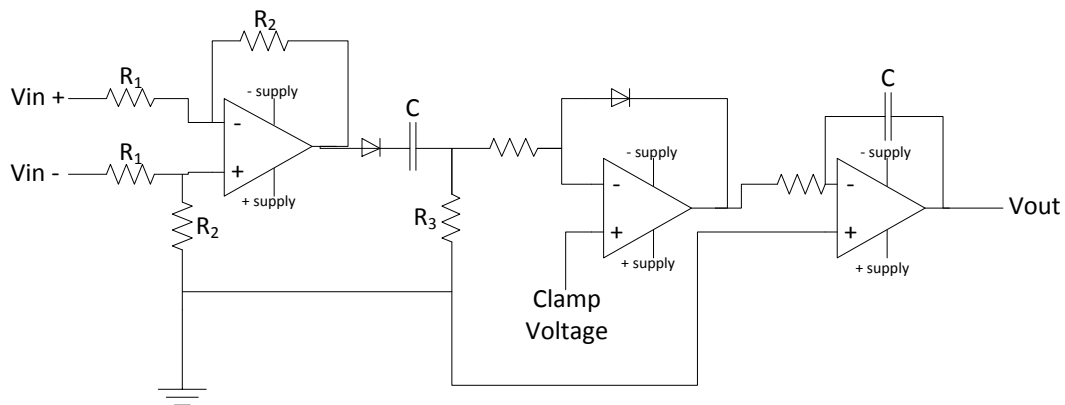 R₂
R₁
Vin +
- supply
-
C
C
- supply
R₁
Vin -
+
+ supply
- supply
-
-
R₂
R₃
+
+
Vout
+ supply
+ supply
Clamp
Voltage